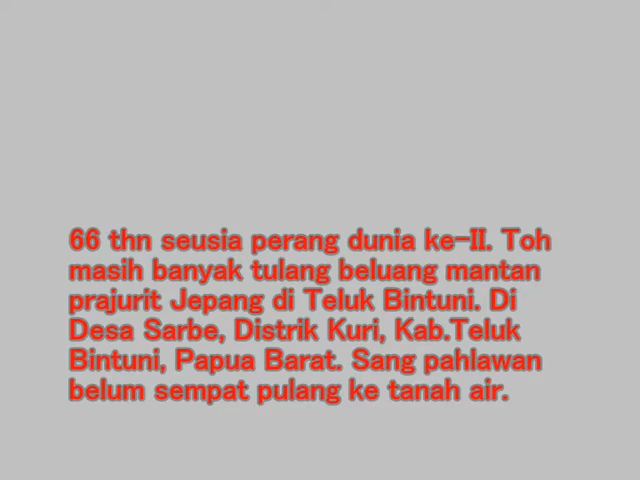 66 thn seusia perang dunia ke-II. Toh
masih banyak tulang beluang mantan
prajurit Jepang di Teluk Bintuni. Di
Desa Sarbe, Distrik Kuri, Kab.Teluk
Bintuni, Papua Barat. Sang pahlawan
belum sempat pulang ke tanah air.